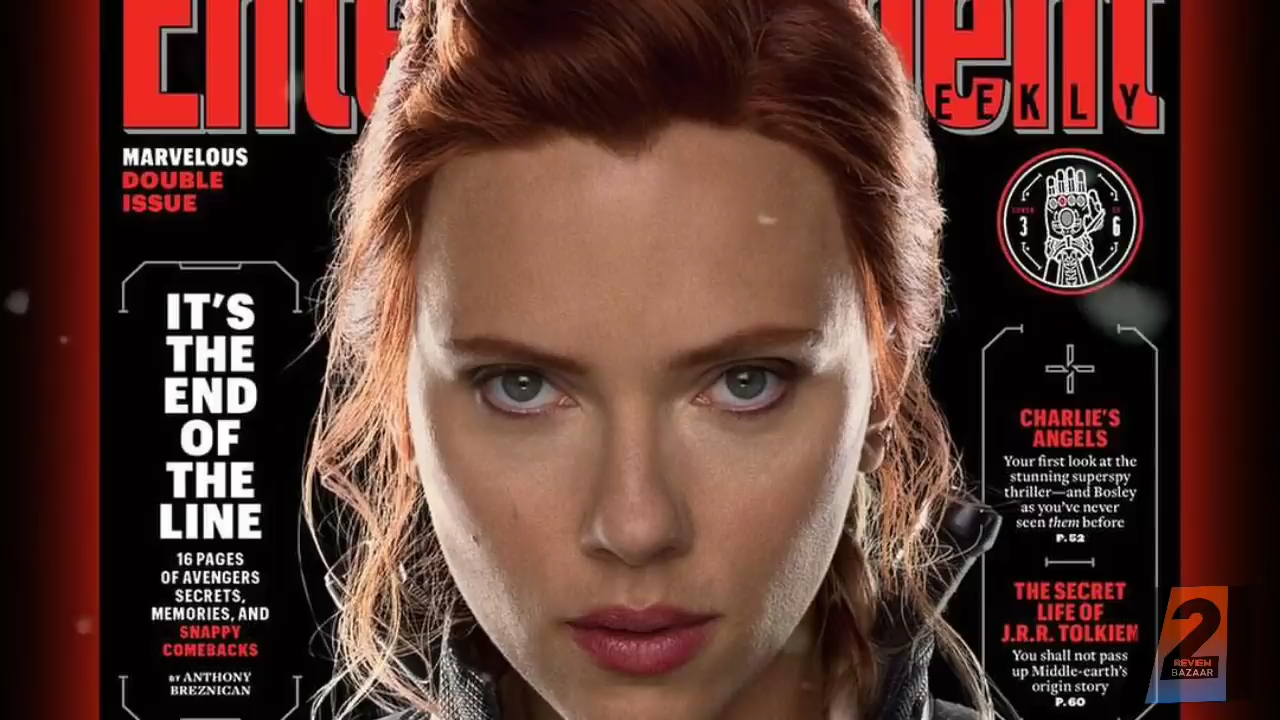 Ente ent
EEKLY
MARVELOUS
DOUBLE
ISSUE
3 6
IT'S
THE
END
OF
THE
LINE
16 PAGES
OF AVENGERS
SECRETS,
MEMORIES, AND
SNAPPY
COMEBACKS
BY ANTHONY
BREZNICAN
CHARLIE'S
ANGELS
Your first look at the
stunning superspy
thriller—and Bosley
as you've never
seen them before
P. 52
THE SECRET
LIFE OF
J.R.R. TOLKIEN
You shall not pass
up Middle-earth's
origin story
P. 60
2
REVIEW
BAZAAR